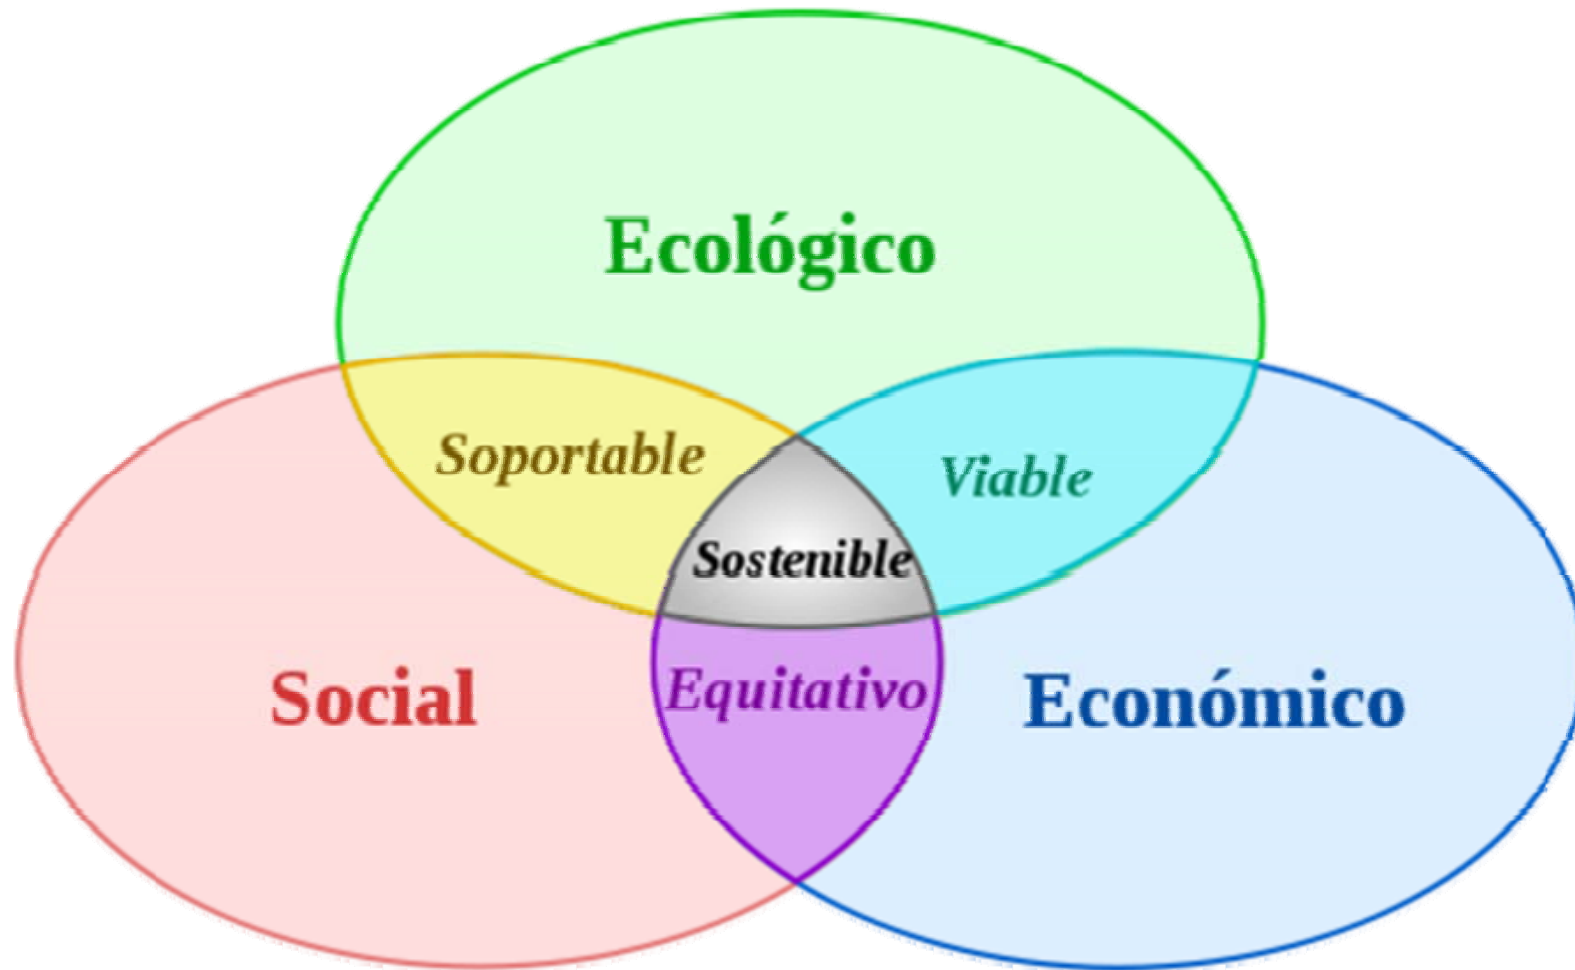 Ecológico
Soportable
Viable
Sostenible
Social
Equitativo
Económico